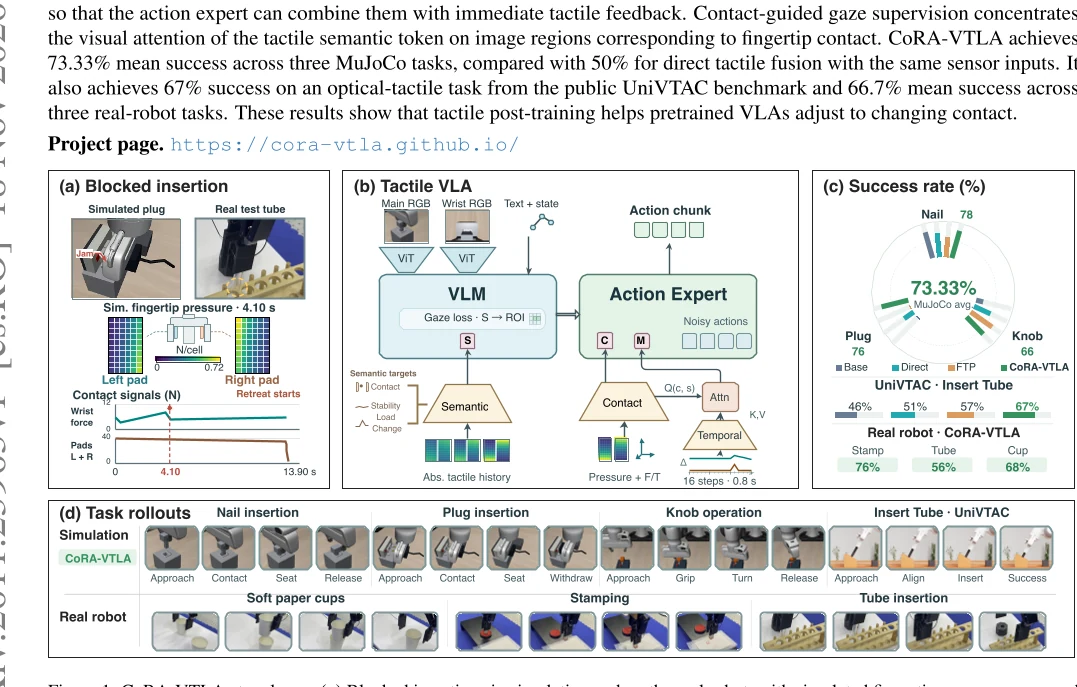 so that the action expert can combine them with immediate tactile feedback. Contact-guided gaze supervision concentrates
the visual attention of the tactile semantic token on image regions corresponding to fingertip contact. CoRA-VTLA achieves
73.33% mean success across three MuJoCo tasks, compared with 50% for direct tactile fusion with the same sensor inputs. It
also achieves 67% success on an optical-tactile task from the public UniVTAC benchmark and 66.7% mean success across
three real-robot tasks. These results show that tactile post-training helps pretrained VLAs adjust to changing contact.
Project page. https://cora-vtla.github.io/
(a) Blocked insertion
Simulated plug
Real test tube
Jam
Sim. fingertip pressure · 4.10 s
N/cell
0
0.72
Left pad
Right pad
Contact signals (N)
Retreat starts
Wrist
force
12
0
Pads
L + R
40
0
0
4.10
13.90 s
(b) Tactile VLA
Main RGB
Wrist RGB
Text + state
ViT
ViT
Action chunk
VLM
Gaze loss · S → ROI
S
Action Expert
Noisy actions
C
M
Semantic targets
Contact
Stability
Load
Change
Semantic
Abs. tactile history
Contact
Pressure + F/T
Q(c, s)
Attn
K,V
Temporal
Δ
16 steps · 0.8 s
(c) Success rate (%)
Nail 78
73.33%
MuJoCo avg.
Plug
76
Knob
66
Base
Direct
FTP
CoRA-VTLA
UniVTAC · Insert Tube
46%
51%
57%
67%
Real robot · CoRA-VTLA
Stamp
Tube
Cup
76%
56%
68%
(d) Task rollouts
Nail insertion
Plug insertion
Knob operation
Insert Tube · UniVTAC
Simulation
CoRA-VTLA
Approach
Contact
Seat
Release
Approach
Contact
Seat
Withdraw
Approach
Grip
Turn
Release
Approach
Align
Insert
Success
Soft paper cups
Stamping
Tube insertion
Real robot